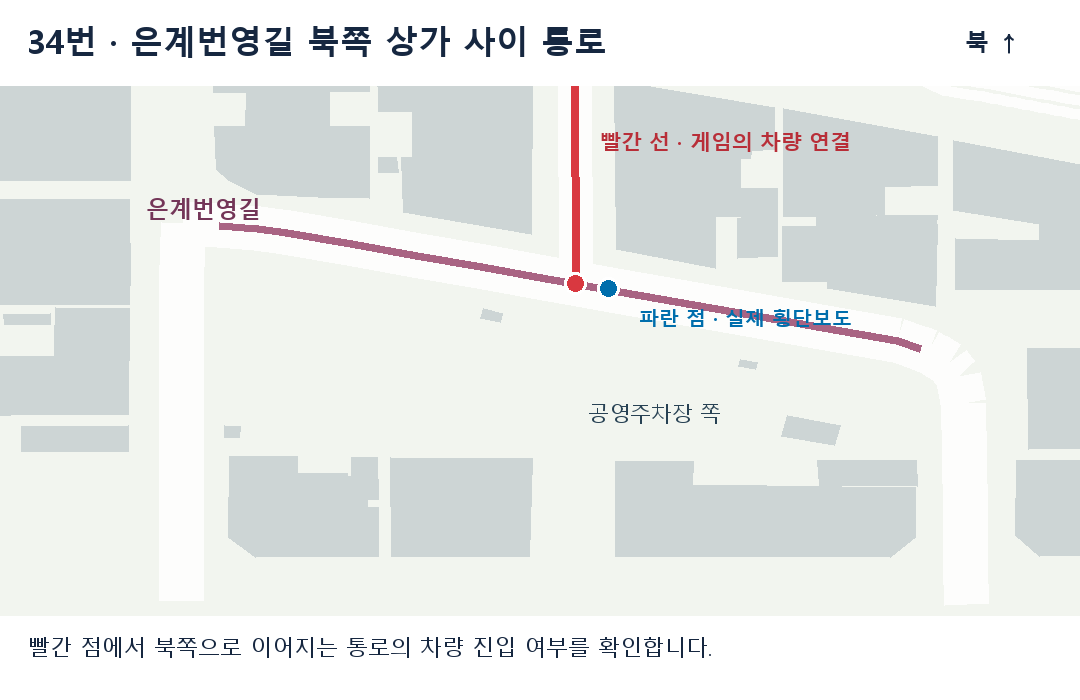 34번 · 은계번영길 북쪽 상가 사이 통로
북 ↑
빨간 선 · 게임의 차량 연결
은계번영길
파란 점 · 실제 횡단보도
공영주차장 쪽
빨간 점에서 북쪽으로 이어지는 통로의 차량 진입 여부를 확인합니다.